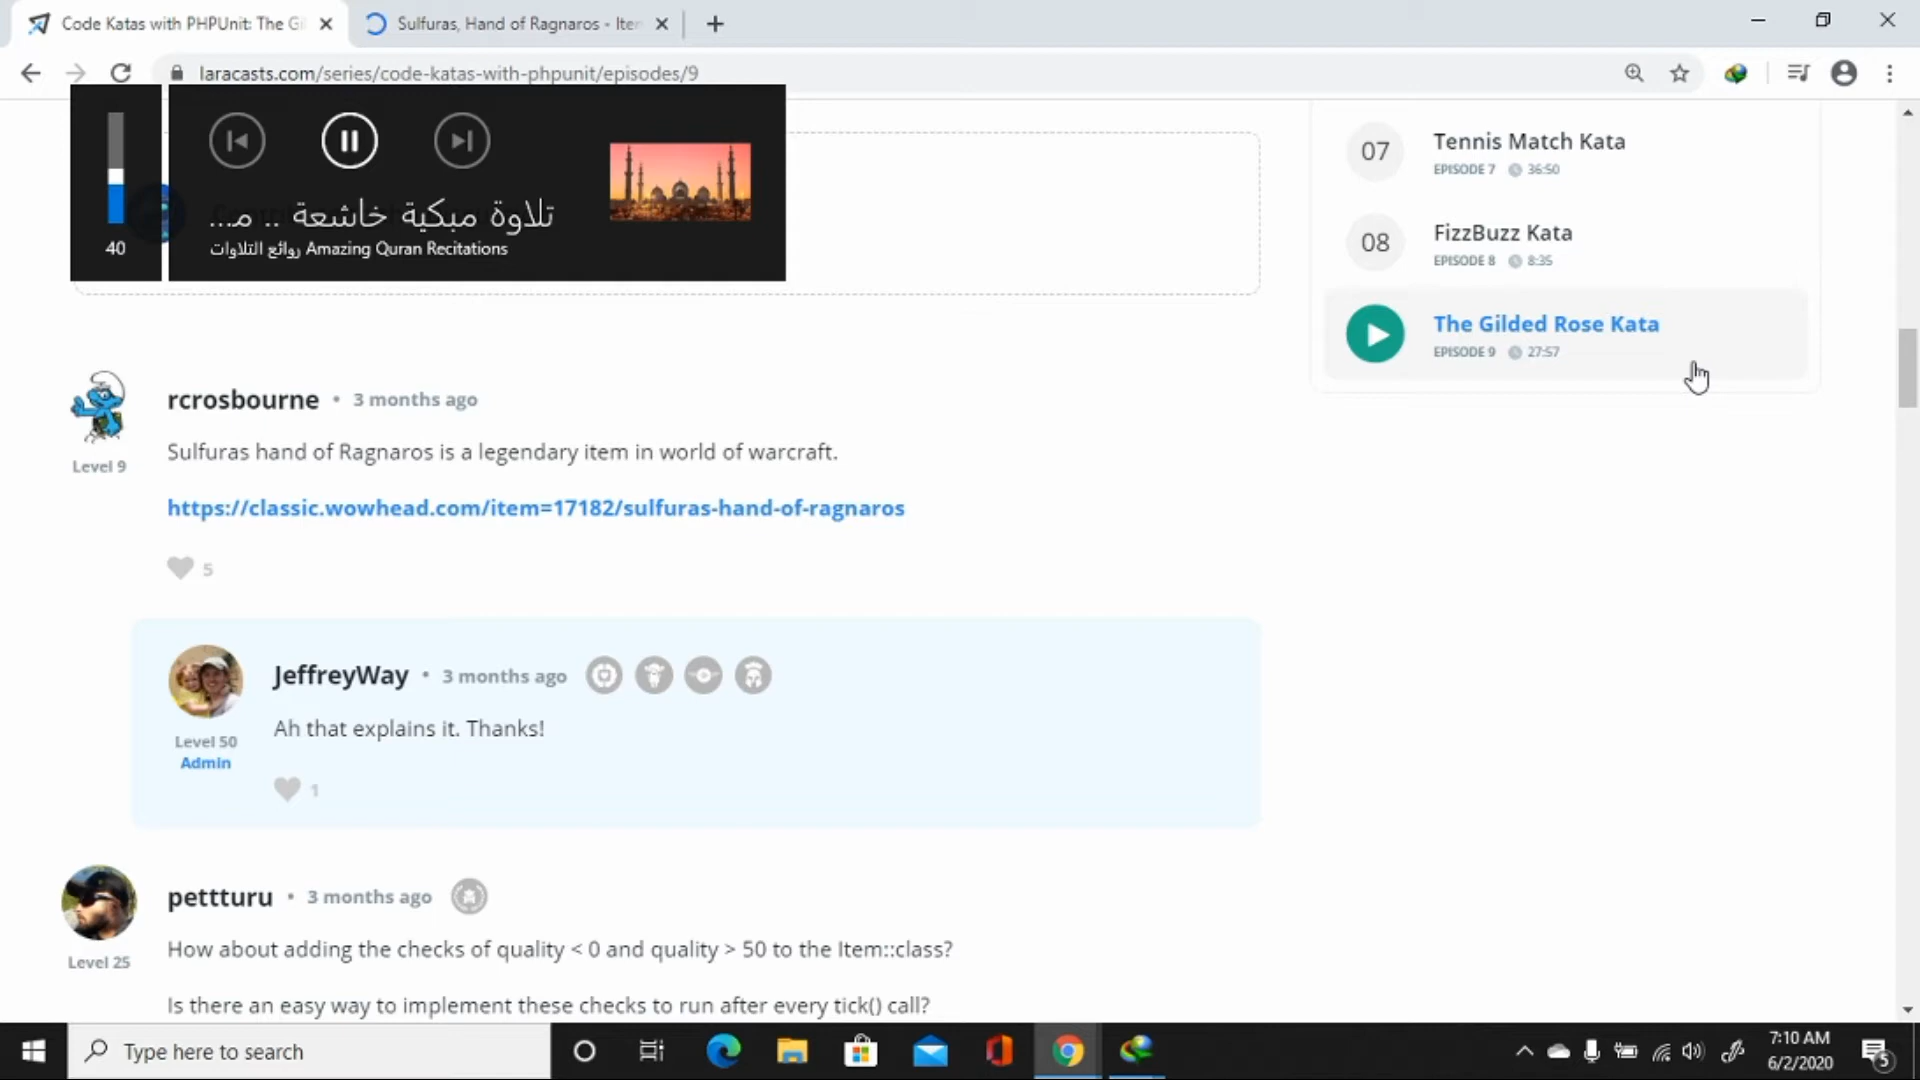 Code Katas with PHPUnit: The Gi
Sulfuras, Hand of Ragnaros - Iten
laracasts.com/series/code-katas-with-phpunit/episodes/9
40
تلاوة مبكية خاشعة .. مـ...
روائع التلاوات Amazing Quran Recitations
07
Tennis Match Kata
EPISODE 7 36:50
08
FizzBuzz Kata
EPISODE 8 8:35
The Gilded Rose Kata
EPISODE 9 27:57
rcrosbourne • 3 months ago
Level 9
Sulfuras hand of Ragnaros is a legendary item in world of warcraft.
https://classic.wowhead.com/item=17182/sulfuras-hand-of-ragnaros
5
JeffreyWay • 3 months ago
Level 50
Admin
Ah that explains it. Thanks!
1
pettturu • 3 months ago
Level 25
How about adding the checks of quality < 0 and quality > 50 to the Item::class?
Is there an easy way to implement these checks to run after every tick() call?
Type here to search
7:10 AM
6/2/2020
5